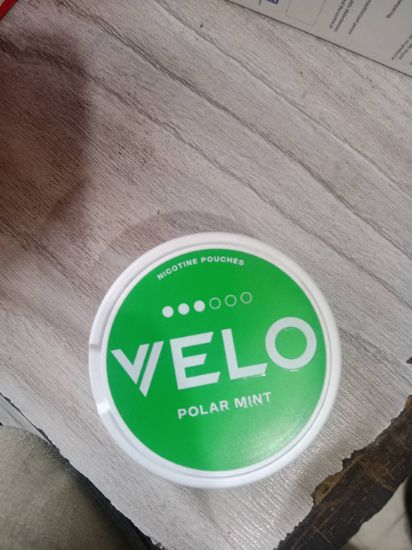 NICOTINE POUCHES
VELO
POLAR MINT